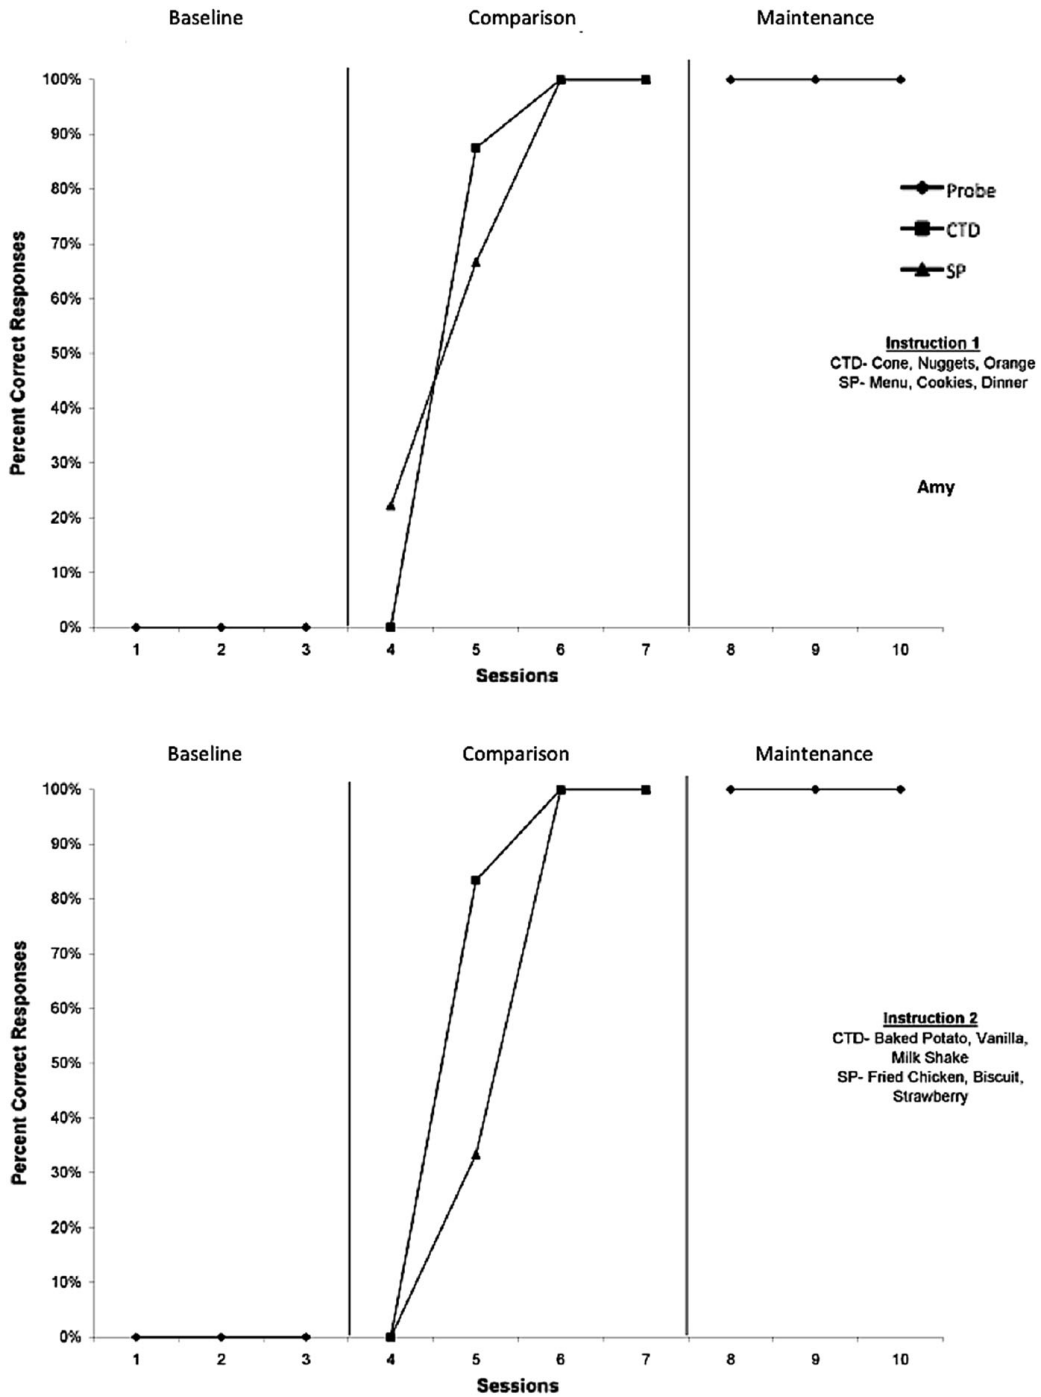 Baseline Comparison Maintenance
100%
90%
80%
70%
60%
50%
40%
30%
20%
10%
0%
Percent Correct Responses
Probe
CTD
SP
Instruction 1
CTD- Cone, Nuggets, Orange
SP- Menu, Cookies, Dinner
Amy
1 2 3 4 5 6 7 8 9 10
Sessions
Baseline Comparison Maintenance
100%
90%
80%
70%
60%
50%
40%
30%
20%
10%
0%
Percent Correct Responses
Instruction 2
CTD- Baked Potato, Vanilla,
Milk Shake
SP- Fried Chicken, Biscuit,
Strawberry
1 2 3 4 5 6 7 8 9 10
Sessions